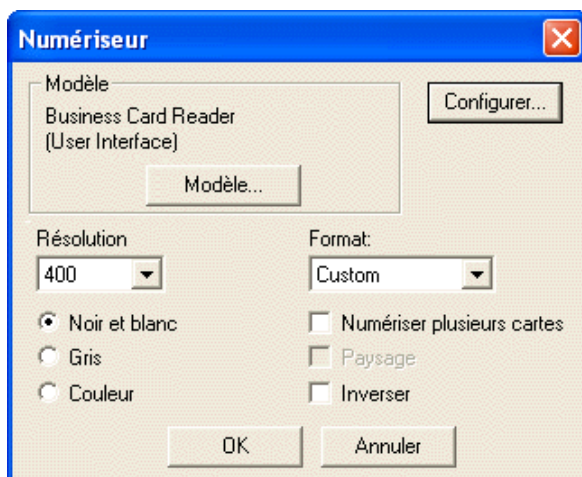 Numériseur
Modèle
Business Card Reader
(User Interface)
Modèle...
Configurer...
Résolution
400
Format:
Custom
Noir et blanc
Gris
Couleur
Numériser plusieurs cartes
Paysage
Inverser
OK
Annuler